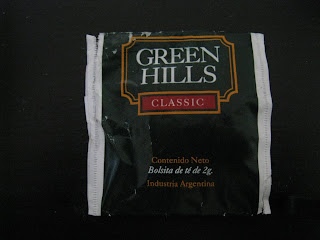 GREEN
HILLS
CLASSIC
Contenido Neto
Bolsita de té de 2g.
Industria Argentina